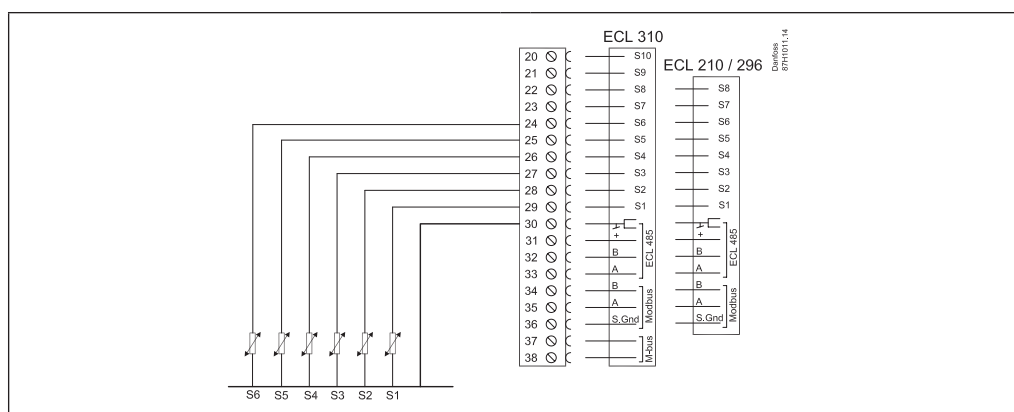 ECL 310
ECL 210 / 296
Danfoss
87H1011.14
20 S10
21 S9
22 S8 S8
23 S7 S7
24 S6 S6
25 S5 S5
26 S4 S4
27 S3 S3
28 S2 S2
29 S1 S1
30
31 + +
32 B B
33 A A
ECL 485 ECL 485
34 B B
35 A A
36 S.Gnd S.Gnd
Modbus Modbus
37
38
M-bus
S6 S5 S4 S3 S2 S1